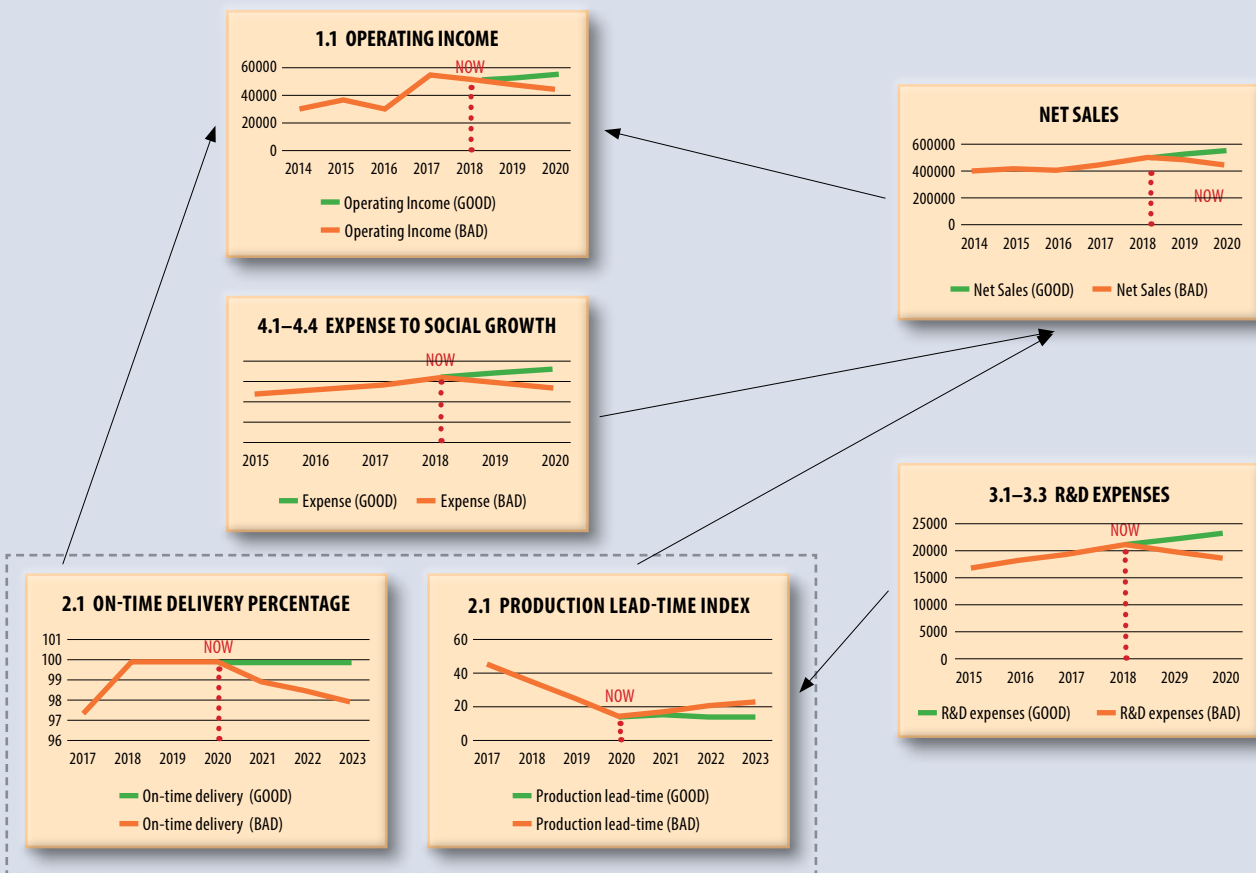 1.1 OPERATING INCOME
60000
NOW
40000
20000
0
2014 2015 2016 2017 2018 2019 2020
Operating Income (GOOD)
Operating Income (BAD)
NET SALES
600000
400000
200000
NOW
0
2014 2015 2016 2017 2018 2019 2020
Net Sales (GOOD) Net Sales (BAD)
4.1–4.4 EXPENSE TO SOCIAL GROWTH
NOW
2015 2016 2017 2018 2019 2020
Expense (GOOD) Expense (BAD)
3.1–3.3 R&D EXPENSES
25000
NOW
20000
15000
10000
5000
0
2015 2016 2017 2018 2029 2020
R&D expenses (GOOD) R&D expenses (BAD)
2.1 ON-TIME DELIVERY PERCENTAGE
101
NOW
100
99
98
97
96
2017 2018 2019 2020 2021 2022 2023
On-time delivery (GOOD)
On-time delivery (BAD)
2.1 PRODUCTION LEAD-TIME INDEX
60
40
NOW
20
0
2017 2018 2019 2020 2021 2022 2023
Production lead-time (GOOD)
Production lead-time (BAD)